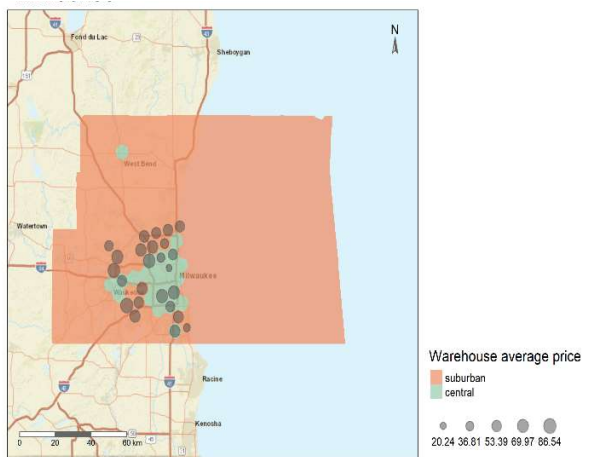 Fond du Lac
Sheboygan
N
West Bend
Watertown
Milwaukee
Racine
Kenosha
0 20 40 60 km
Warehouse average price
suburban
central
20.24 36.81 53.39 69.97 86.54